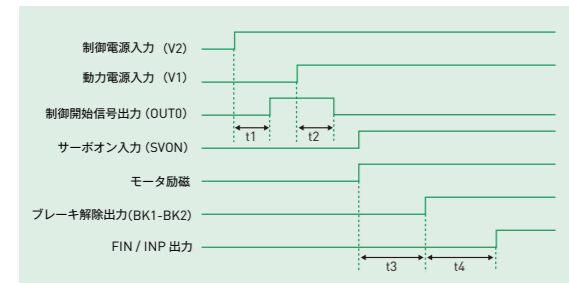 制御電源入力 (V2)
動力電源入力 (V1)
制御開始信号出力 (OUT0)
t1
t2
サーボオン入力 (SVON)
モータ励磁
ブレーキ解除出力(BK1-BK2)
FIN / INP 出力
t3
t4